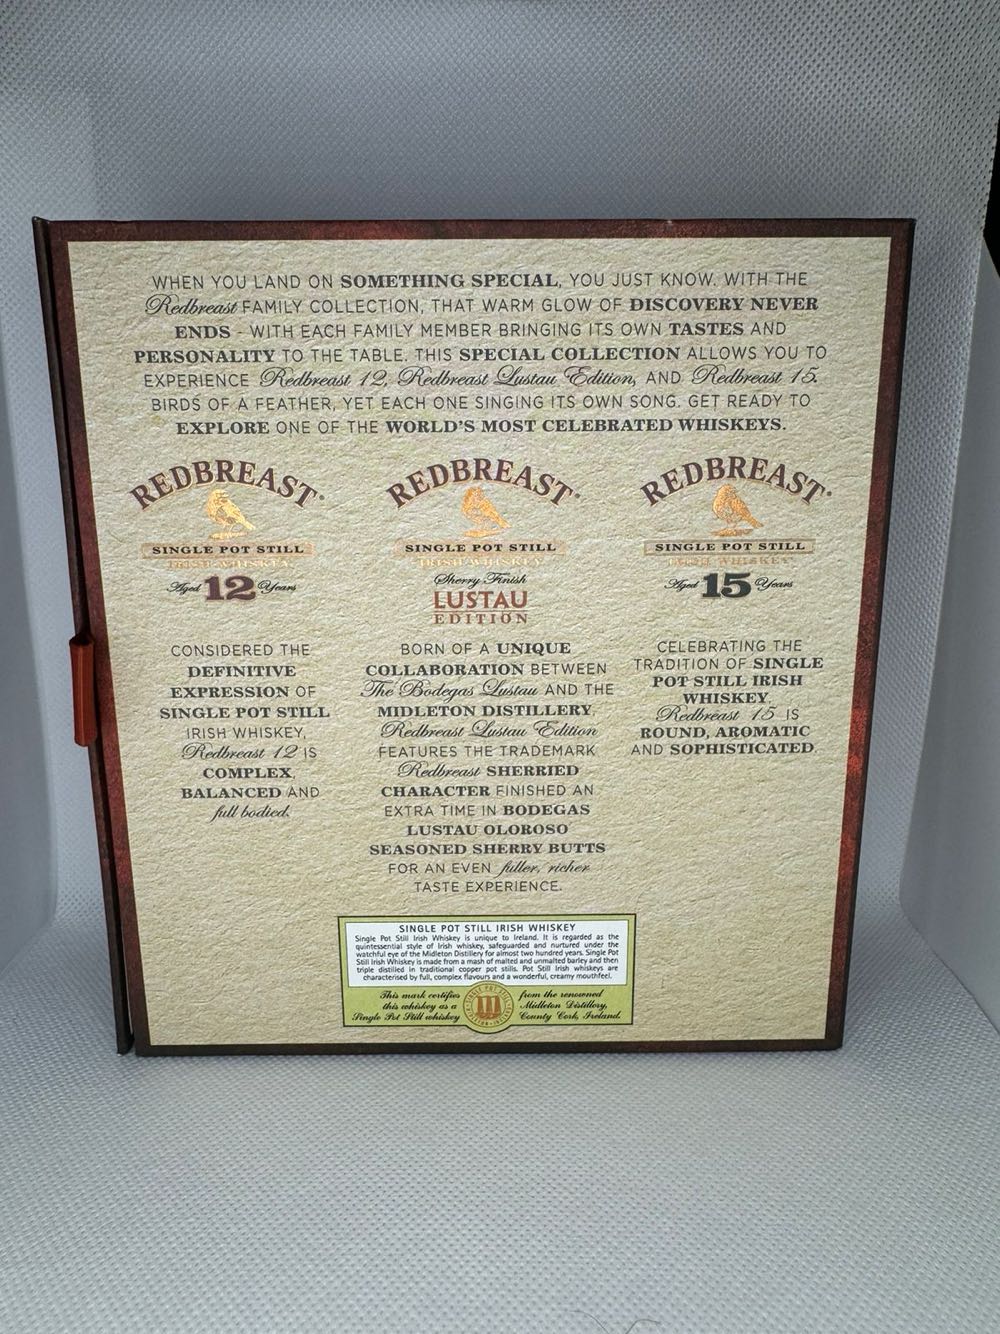 WHEN YOU LAND ON SOMETHING SPECIAL, YOU JUST KNOW. WITH THE
Redbreast FAMILY COLLECTION, THAT WARM GLOW OF DISCOVERY NEVER
ENDS - WITH EACH FAMILY MEMBER BRINGING ITS OWN TASTES AND
PERSONALITY TO THE TABLE. THIS SPECIAL COLLECTION ALLOWS YOU TO
EXPERIENCE Redbreast 12, Redbreast Lustau Edition, AND Redbreast 15.
BIRDS OF A FEATHER, YET EACH ONE SINGING ITS OWN SONG. GET READY TO
EXPLORE ONE OF THE WORLD'S MOST CELEBRATED WHISKEYS.
REDBREAST
SINGLE POT STILL
IRISH WHISKEY
Aged 12 Years
CONSIDERED THE
DEFINITIVE
EXPRESSION OF
SINGLE POT STILL
IRISH WHISKEY,
Redbreast 12 IS
COMPLEX,
BALANCED AND
full bodied.
REDBREAST
SINGLE POT STILL
IRISH WHISKEY
Sherry Finish
LUSTAU
EDITION
BORN OF A UNIQUE
COLLABORATION BETWEEN
The Bodegas Lustau AND THE
MIDLETON DISTILLERY,
Redbreast Lustau Edition
FEATURES THE TRADEMARK
Redbreast SHERRIED
CHARACTER FINISHED AN
EXTRA TIME IN BODEGAS
LUSTAU OLOROSO
SEASONED SHERRY BUTTS
FOR AN EVEN fuller, richer
TASTE EXPERIENCE.
REDBREAST
SINGLE POT STILL
IRISH WHISKEY
Aged 15 Years
CELEBRATING THE
TRADITION OF SINGLE
POT STILL IRISH
WHISKEY,
Redbreast 15 IS
ROUND, AROMATIC
AND SOPHISTICATED
SINGLE POT STILL IRISH WHISKEY
Single Pot Still Irish Whiskey is unique to Ireland. It is regarded as the
quintessential style of Irish whiskey, safeguarded and nurtured under the
watchful eye of the Midleton Distillery for almost two hundred years. Single Pot
Still Irish Whiskey is made from a mash of malted and unmalted barley and then
triple distilled in traditional copper pot stills. Pot Still Irish whiskeys are
characterised by full, complex flavours and a wonderful, creamy mouthfeel.
This mark certifies
this whiskey as a
Single Pot Still whiskey
from the renowned
Midleton Distillery,
County Cork, Ireland.